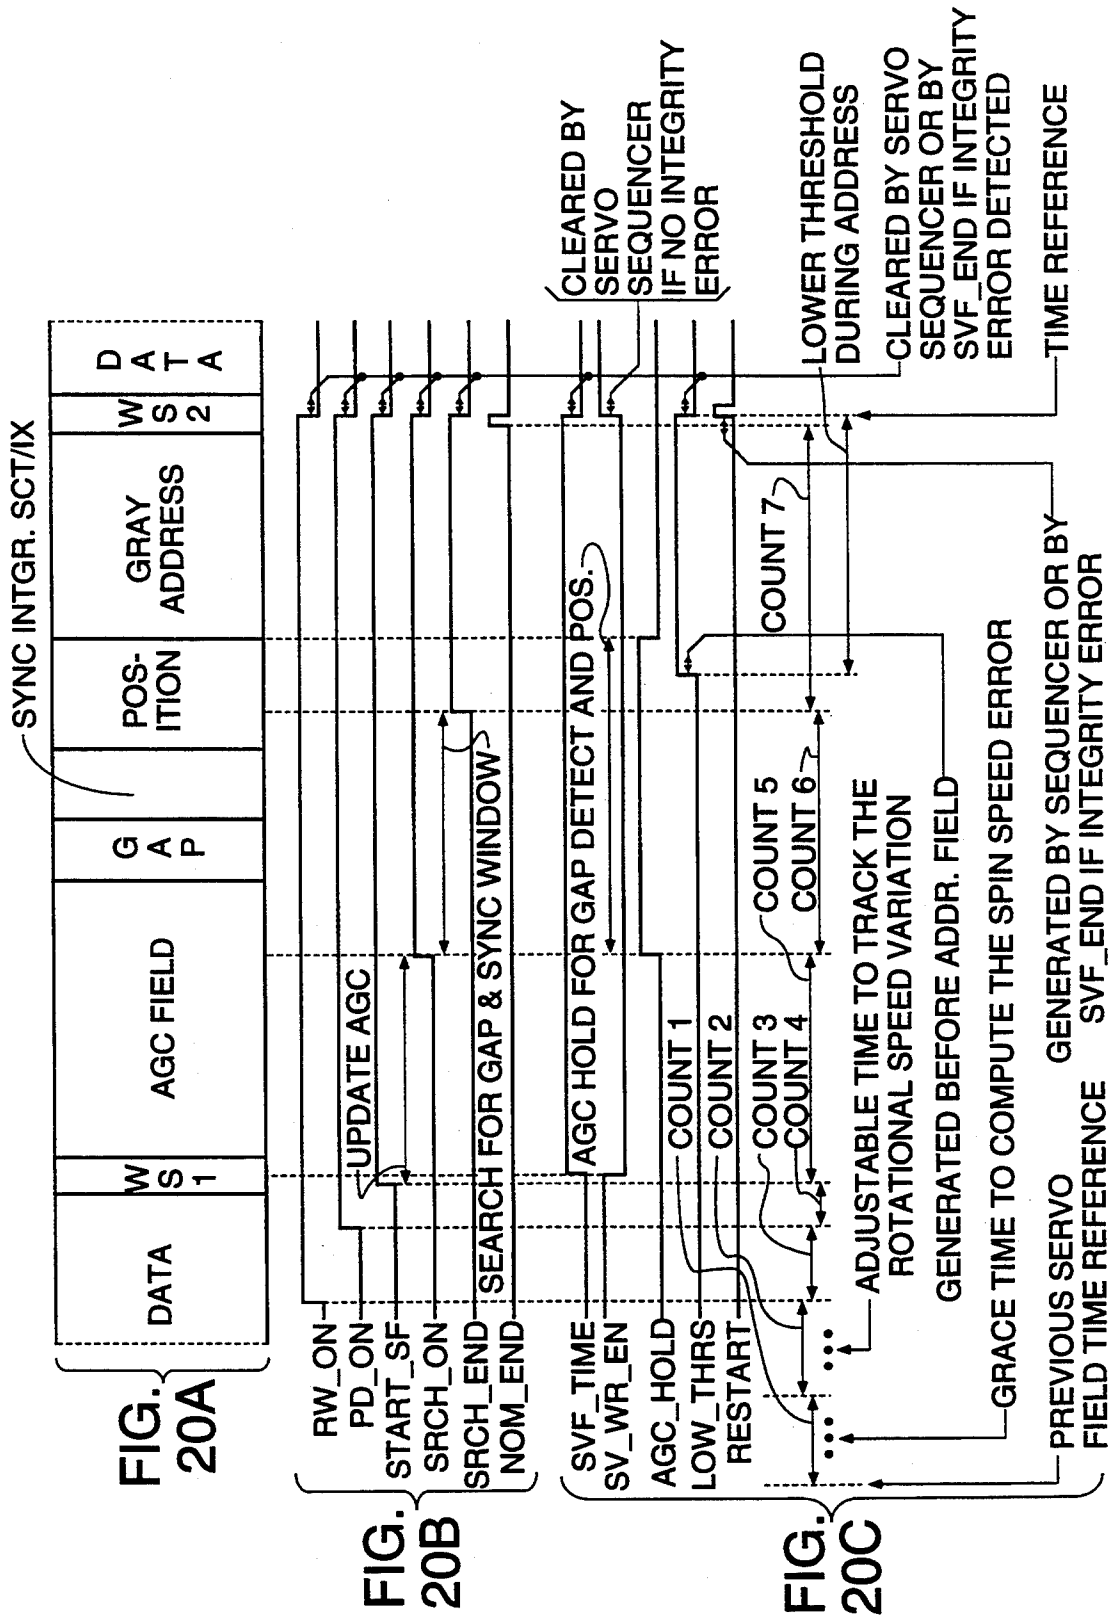 SYNC INTGR. SCT/IX
DATA
W
S
1
AGC FIELD
G
A
P
POS-
ITION
GRAY
ADDRESS
W
S
2
D
A
T
A
FIG.
20A
RW_ON
PD_ON
START_SF
SRCH_ON
SRCH_END
NOM_END
UPDATE AGC
SEARCH FOR GAP & SYNC WINDOW
FIG.
20B
SVF_TIME
SV_WR_EN
AGC_HOLD
LOW_THRS
RESTART
AGC HOLD FOR GAP DETECT AND POS.
CLEARED BY
SERVO
SEQUENCER
IF NO INTEGRITY
ERROR
COUNT 1
COUNT 2
COUNT 3
COUNT 4
COUNT 5
COUNT 6
COUNT 7
LOWER THRESHOLD
DURING ADDRESS
CLEARED BY SERVO
SEQUENCER OR BY
SVF_END IF INTEGRITY
ERROR DETECTED
TIME REFERENCE
ADJUSTABLE TIME TO TRACK THE
ROTATIONAL SPEED VARIATION
GENERATED BEFORE ADDR. FIELD
GRACE TIME TO COMPUTE THE SPIN SPEED ERROR
PREVIOUS SERVO
FIELD TIME REFERENCE
GENERATED BY SEQUENCER OR BY
SVF_END IF INTEGRITY ERROR
FIG.
20C